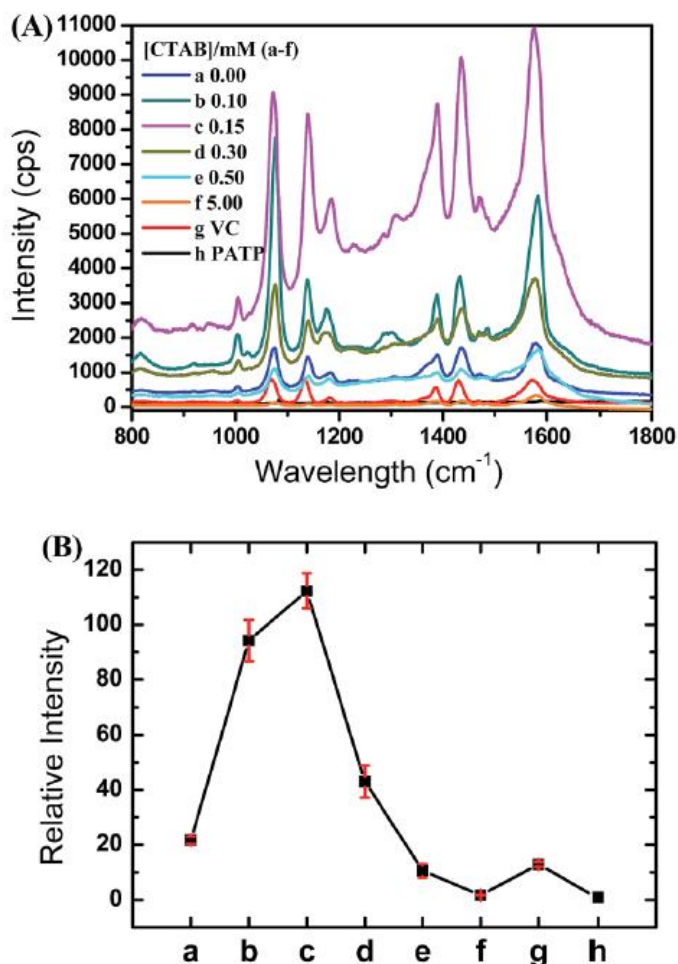 (A)
11000
10000
9000
8000
7000
6000
5000
4000
3000
2000
1000
0
Intensity (cps)
[CTAB]/mM (a-f)
a 0.00
b 0.10
c 0.15
d 0.30
e 0.50
f 5.00
g VC
h PATP
800 1000 1200 1400 1600 1800
Wavelength (cm⁻¹)
(B)
120
100
80
60
40
20
0
Relative Intensity
a b c d e f g h